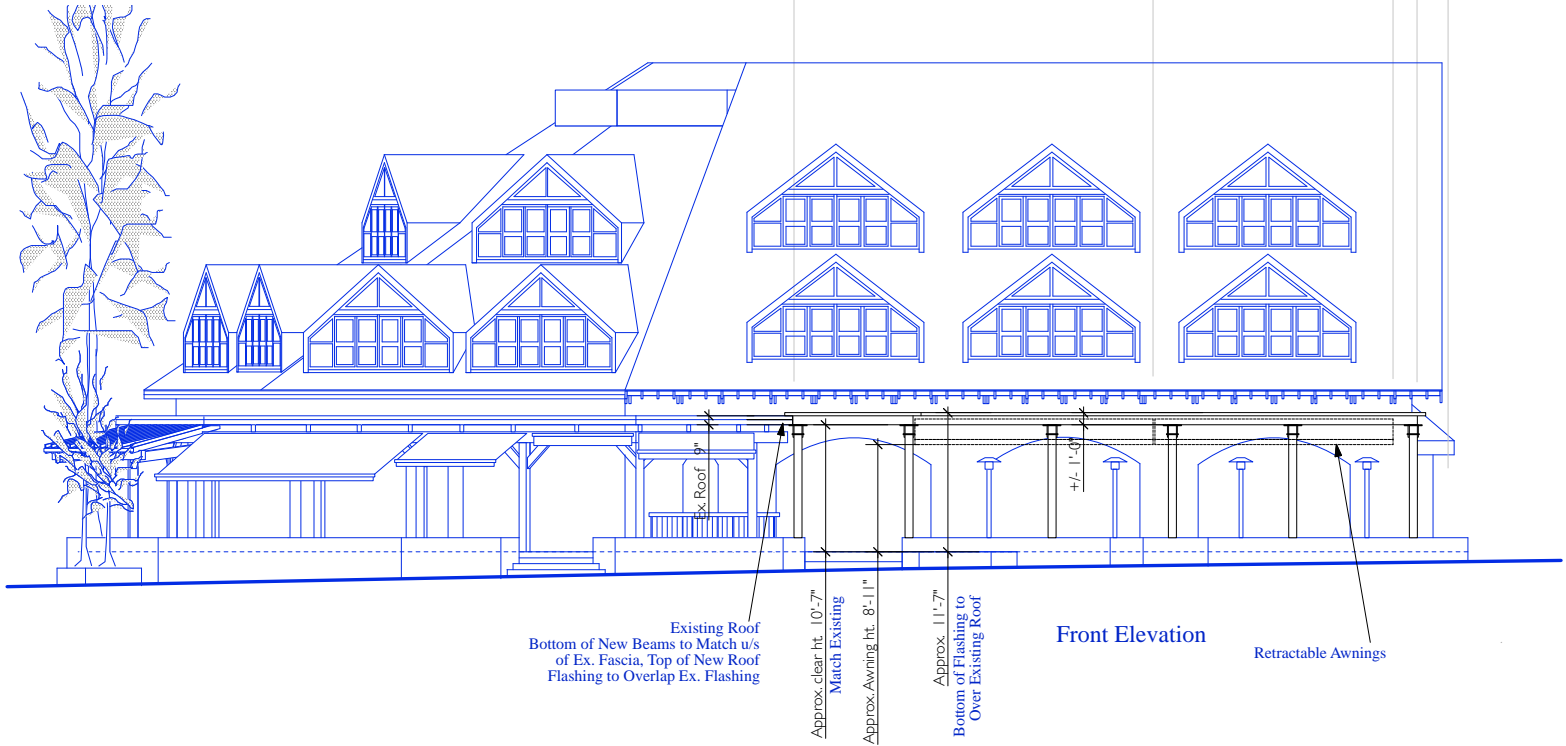 Ex. Roof 9"
+/- 1'-0"
Existing Roof
Bottom of New Beams to Match u/s
of Ex. Fascia, Top of New Roof
Flashing to Overlap Ex. Flashing
Approx. clear ht. 10'-7"
Match Existing
Approx. Awning ht. 8'-11"
Approx. 11'-7"
Bottom of Flashing to
Over Existing Roof
Front Elevation
Retractable Awnings